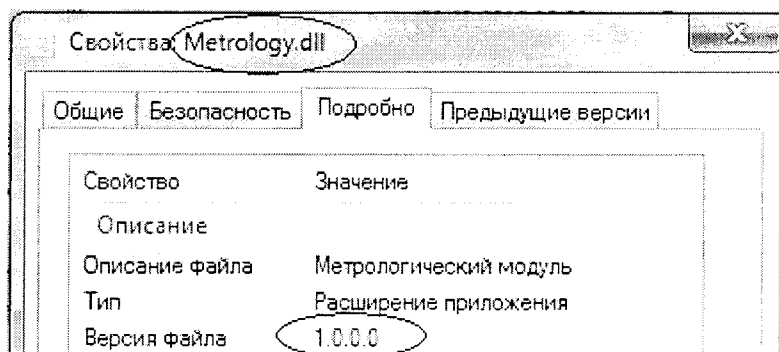 Свойства: Metrology.dll
Общие Безопасность Подробно Предыдущие версии
Свойство Значение
Описание
Описание файла Метрологический модуль
Тип Расширение приложения
Версия файла 1.0.0.0